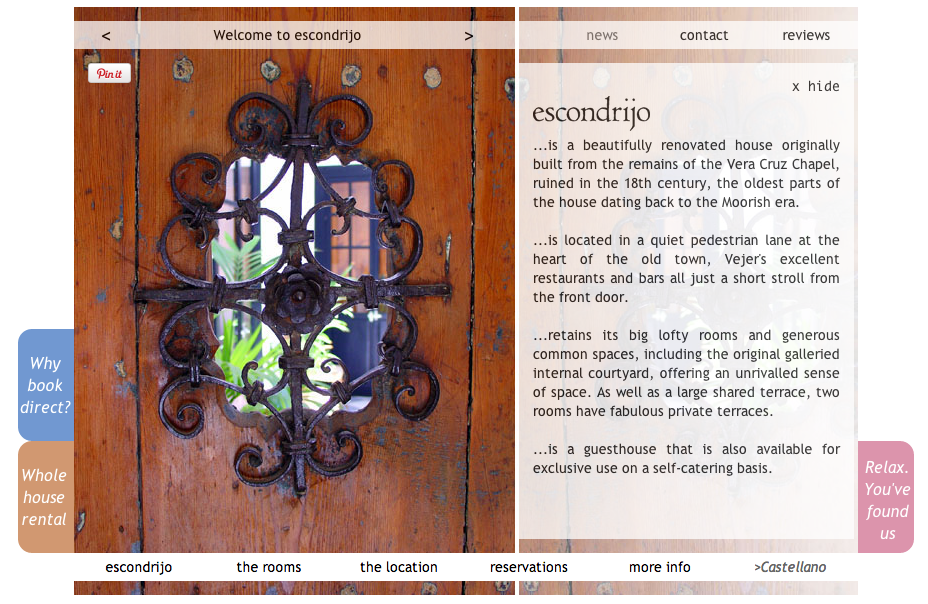 < Welcome to escondrijo >
news contact reviews
Pin it
x hide
escondrijo
...is a beautifully renovated house originally
built from the remains of the Vera Cruz Chapel,
ruined in the 18th century, the oldest parts of
the house dating back to the Moorish era.
...is located in a quiet pedestrian lane at the
heart of the old town, Vejer's excellent
restaurants and bars all just a short stroll from
the front door.
...retains its big lofty rooms and generous
common spaces, including the original galleried
internal courtyard, offering an unrivalled sense
of space. As well as a large shared terrace, two
rooms have fabulous private terraces.
...is a guesthouse that is also available for
exclusive use on a self-catering basis.
Why
book
direct?
Whole
house
rental
Relax.
You've
found
us
escondrijo the rooms the location reservations more info >Castellano